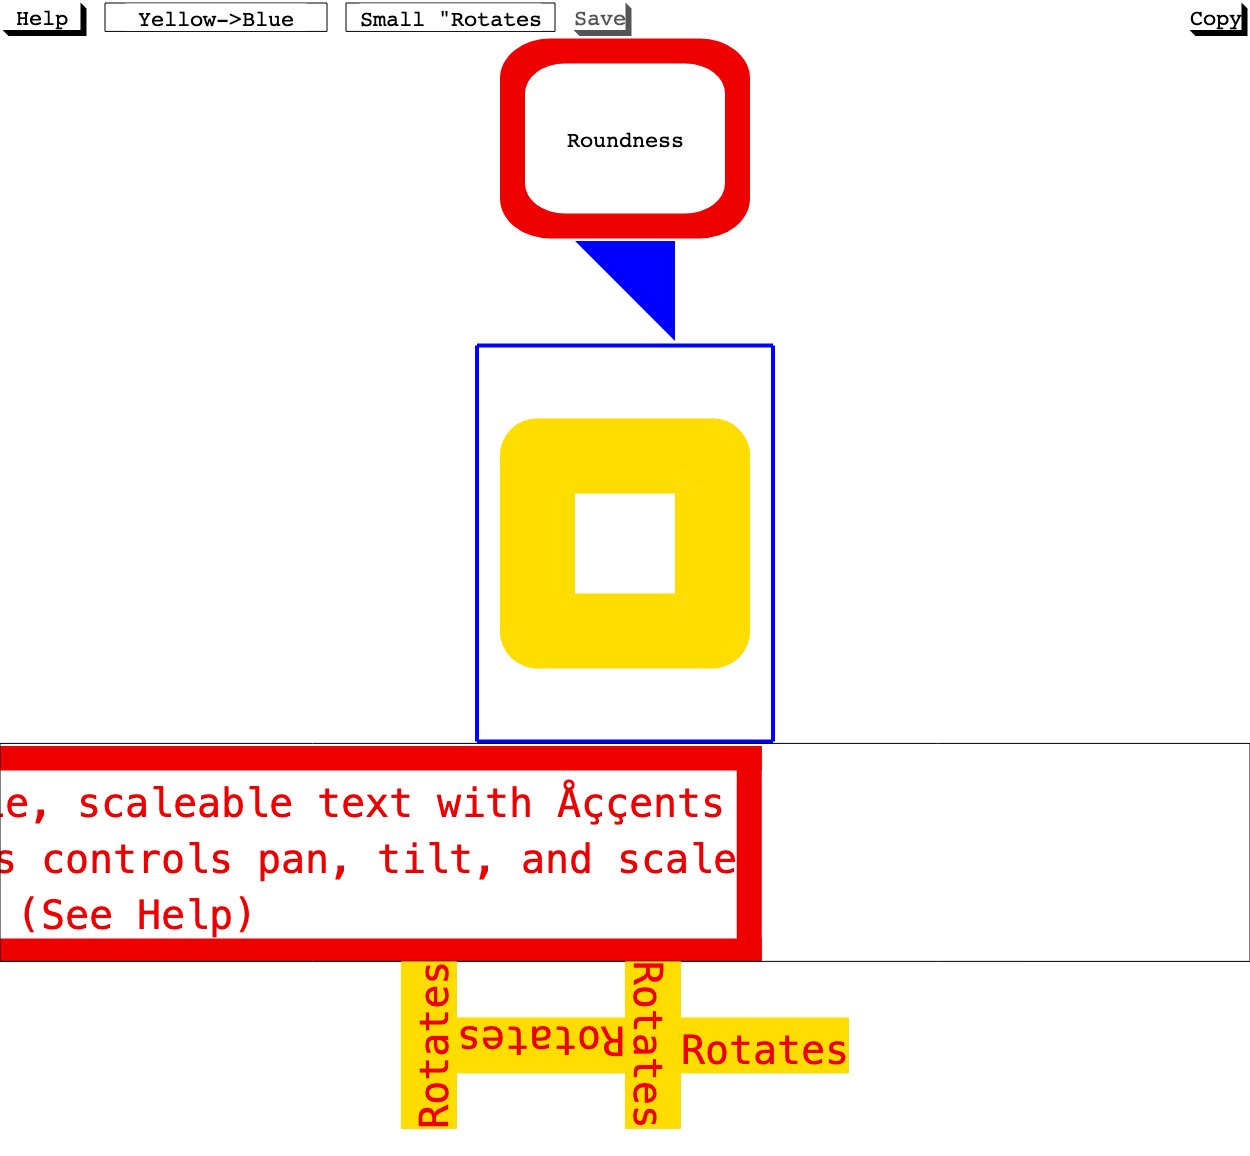 Help Yellow->Blue Small "Rotates Save Copy
Roundness
e, scaleable text with Åççents
s controls pan, tilt, and scale
(See Help)
Rotates
Rotates
Rotates
Rotates